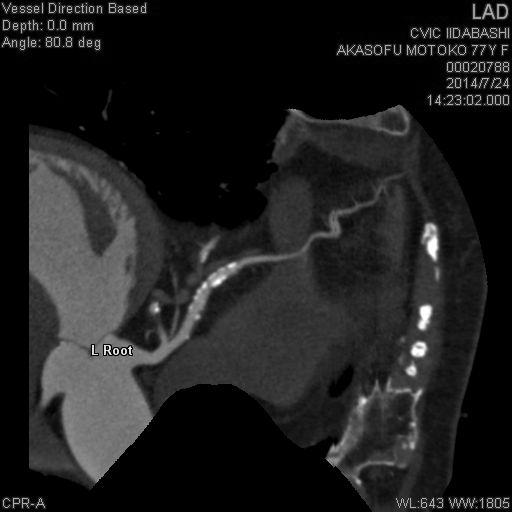 Vessel Direction Based
Depth: 0.0 mm
Angle: 80.8 deg
LAD
CVIC IIDABASHI
AKASOFU MOTOKO 77Y F
00020788
2014/7/24
14:23:02.000
L Root
CPR-A
WL:643 WW:1805